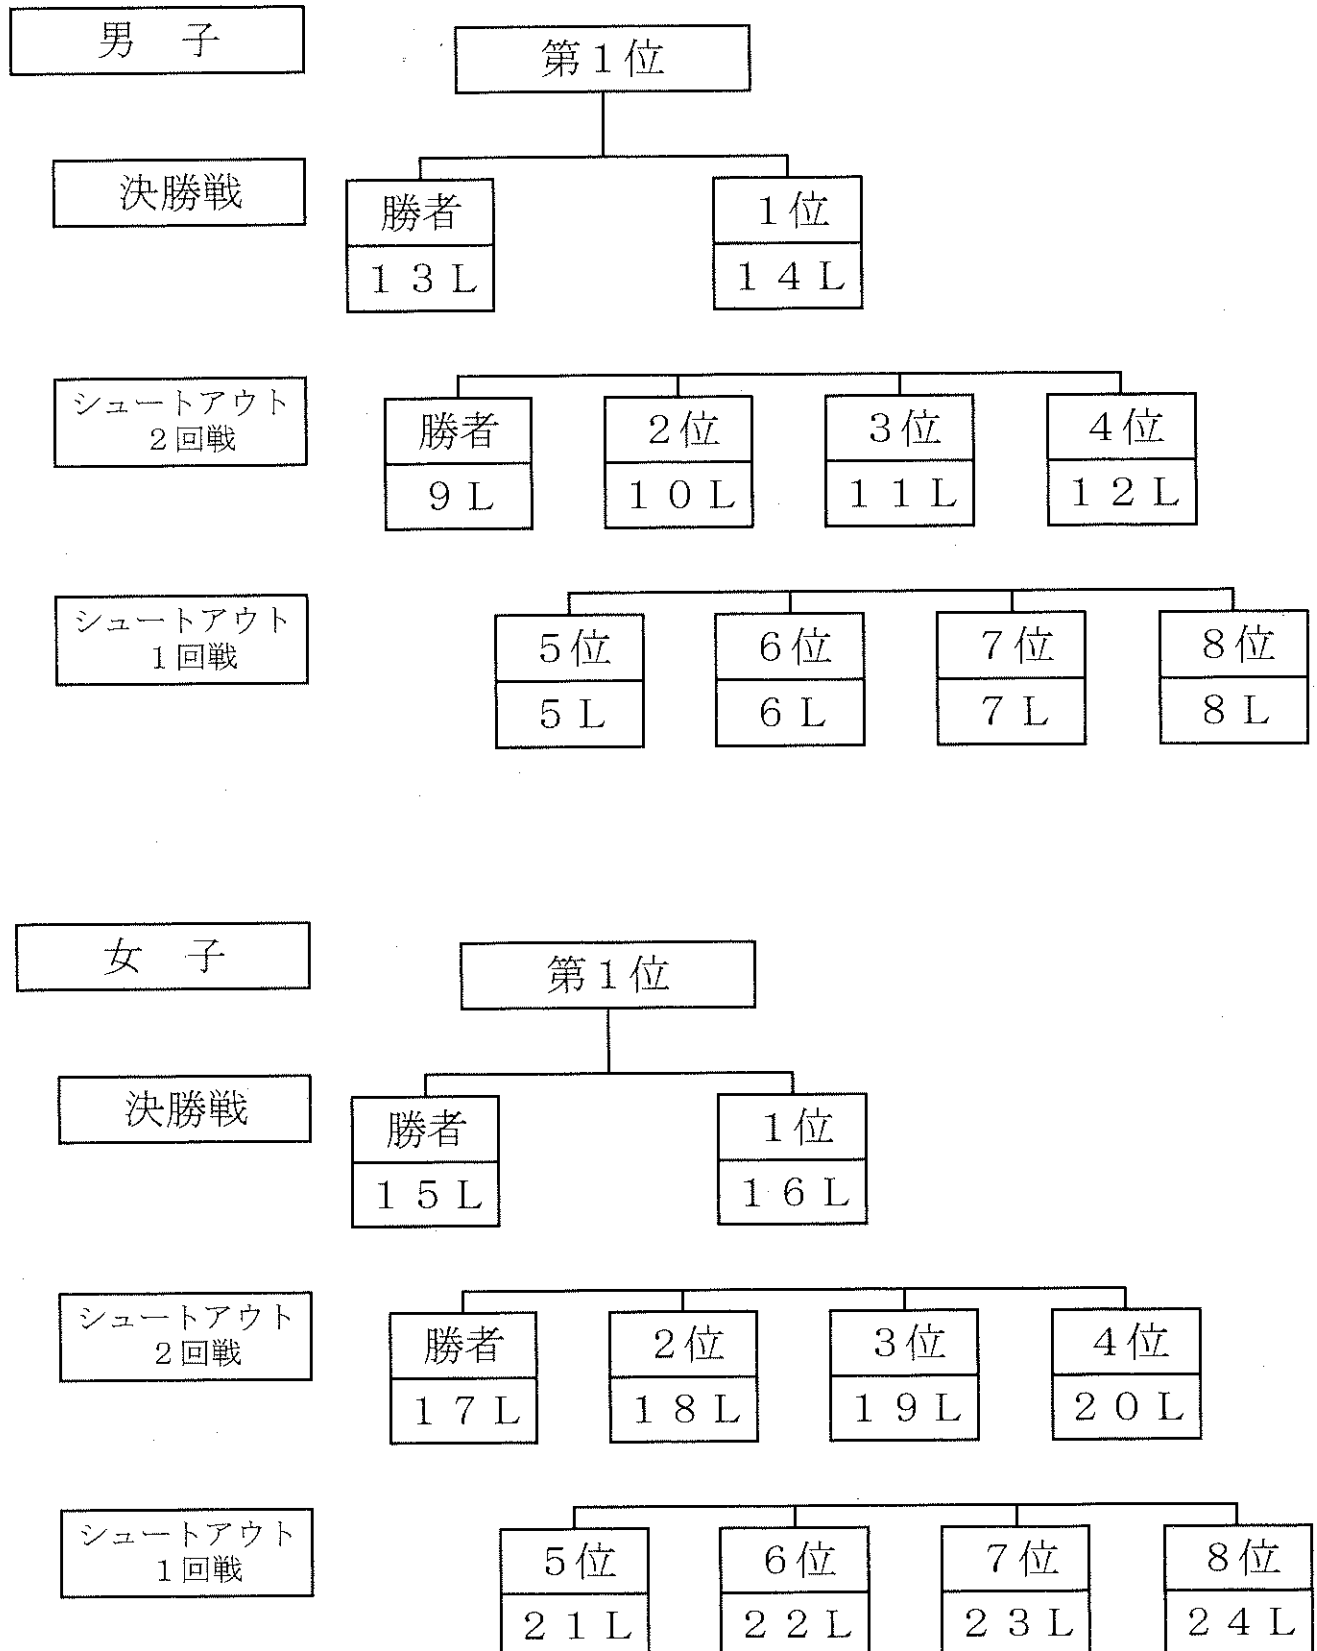 男　子
第１位
決勝戦
勝者
１位
１３Ｌ
１４Ｌ
シュートアウト
２回戦
勝者
２位
３位
４位
９Ｌ
１０Ｌ
１１Ｌ
１２Ｌ
シュートアウト
１回戦
５位
６位
７位
８位
５Ｌ
６Ｌ
７Ｌ
８Ｌ
女　子
第１位
決勝戦
勝者
１位
１５Ｌ
１６Ｌ
シュートアウト
２回戦
勝者
２位
３位
４位
１７Ｌ
１８Ｌ
１９Ｌ
２０Ｌ
シュートアウト
１回戦
５位
６位
７位
８位
２１Ｌ
２２Ｌ
２３Ｌ
２４Ｌ